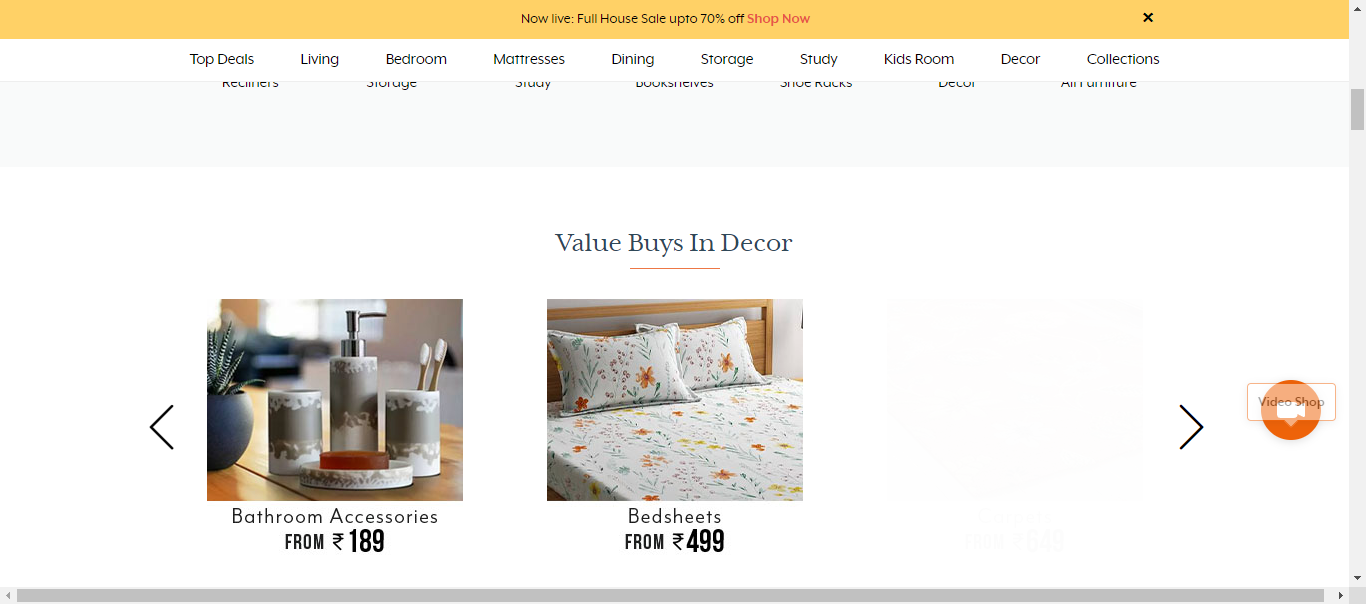 Now live: Full House Sale upto 70% off Shop Now
Top Deals Living Bedroom Mattresses Dining Storage Study Kids Room Decor Collections
Recliners Storage Study Bookshelves Shoe Racks Decor All Furniture
Value Buys In Decor
Video Shop
Bathroom Accessories Bedsheets
FROM ₹189 FROM ₹499 FROM ₹649